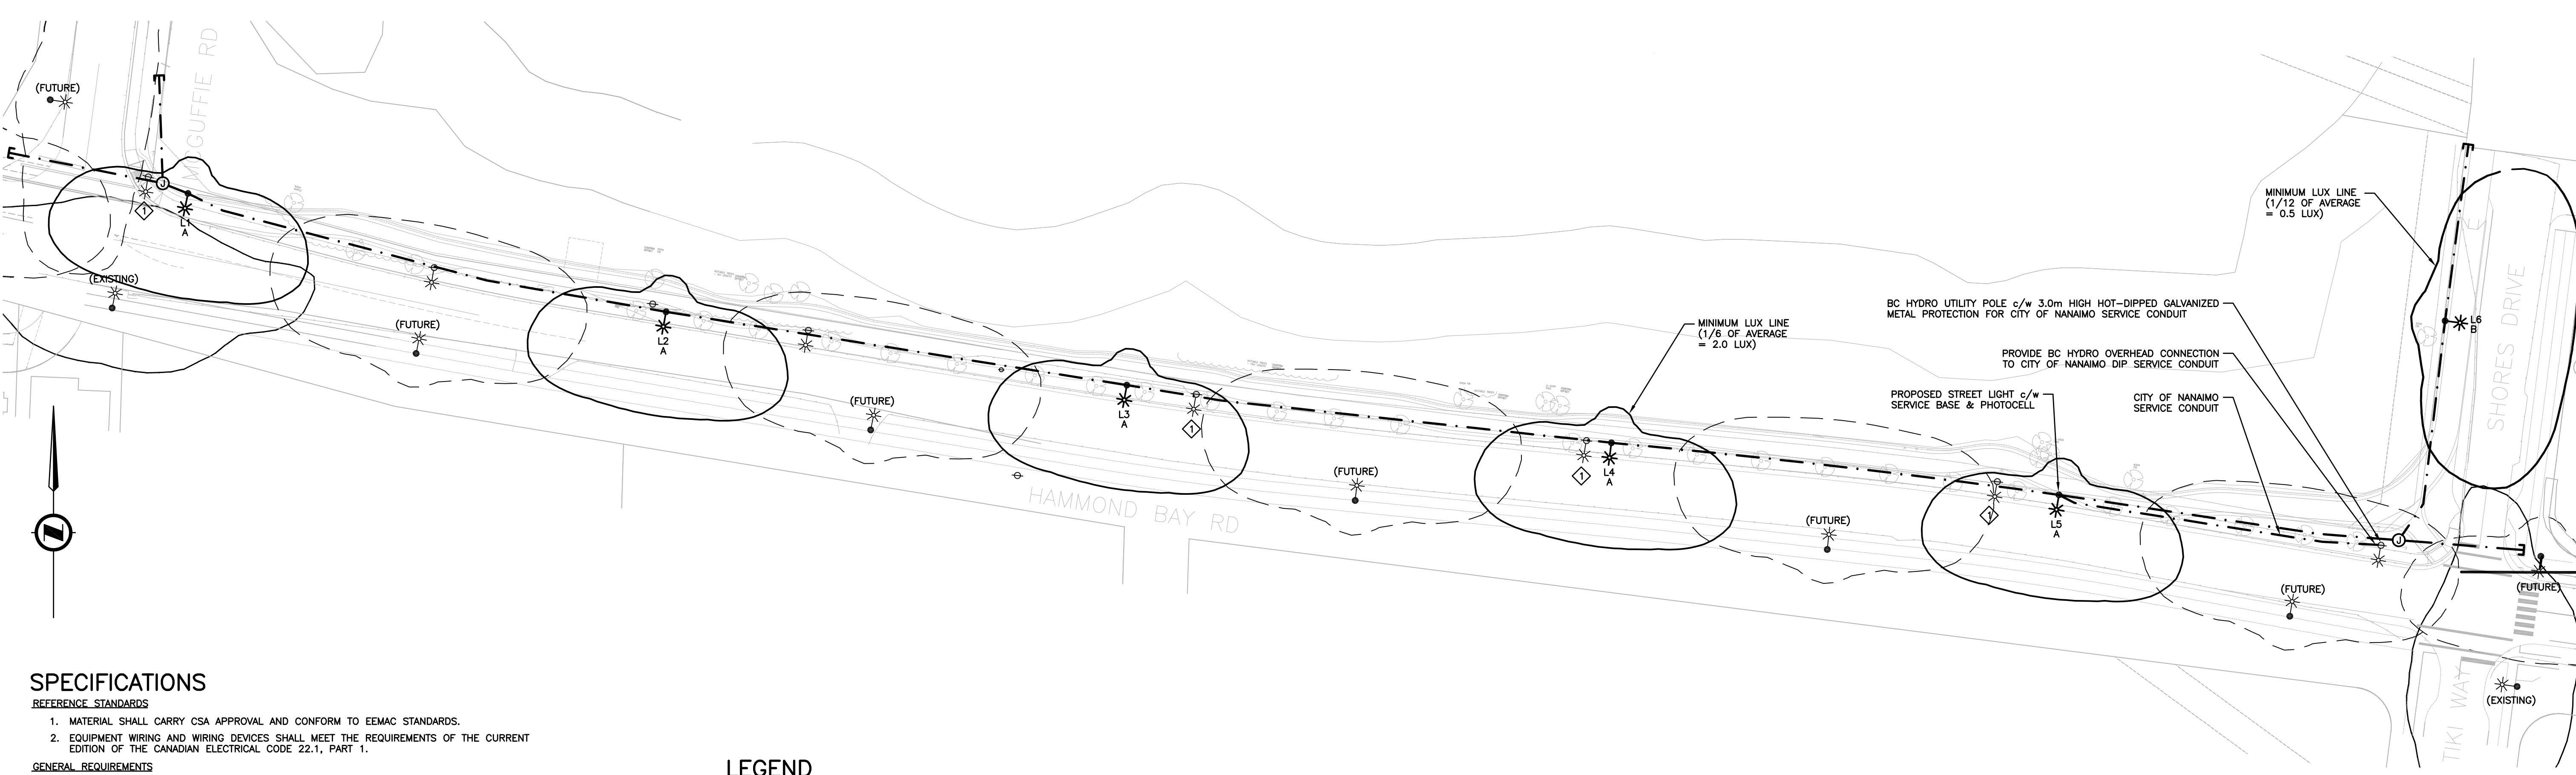 (FUTURE)
MCGUFFIE RD
J
1
L1
A
(EXISTING)
(FUTURE)
L2
A
(FUTURE)
L3
A
1
MINIMUM LUX LINE
(1/6 OF AVERAGE
= 2.0 LUX)
(FUTURE)
1
L4
A
HAMMOND BAY RD
(FUTURE)
MINIMUM LUX LINE
(1/12 OF AVERAGE
= 0.5 LUX)
BC HYDRO UTILITY POLE c/w 3.0m HIGH HOT-DIPPED GALVANIZED
METAL PROTECTION FOR CITY OF NANAIMO SERVICE CONDUIT
PROVIDE BC HYDRO OVERHEAD CONNECTION
TO CITY OF NANAIMO DIP SERVICE CONDUIT
PROPOSED STREET LIGHT c/w
SERVICE BASE & PHOTOCELL
CITY OF NANAIMO
SERVICE CONDUIT
L6
B
SHORES DRIVE
1
L5
A
J
(FUTURE)
(FUTURE)
(EXISTING)
TIKI WAY
N
SPECIFICATIONS
REFERENCE STANDARDS
1. MATERIAL SHALL CARRY CSA APPROVAL AND CONFORM TO EEMAC STANDARDS.
2. EQUIPMENT WIRING AND WIRING DEVICES SHALL MEET THE REQUIREMENTS OF THE CURRENT
EDITION OF THE CANADIAN ELECTRICAL CODE 22.1, PART 1.
GENERAL REQUIREMENTS
LEGEND